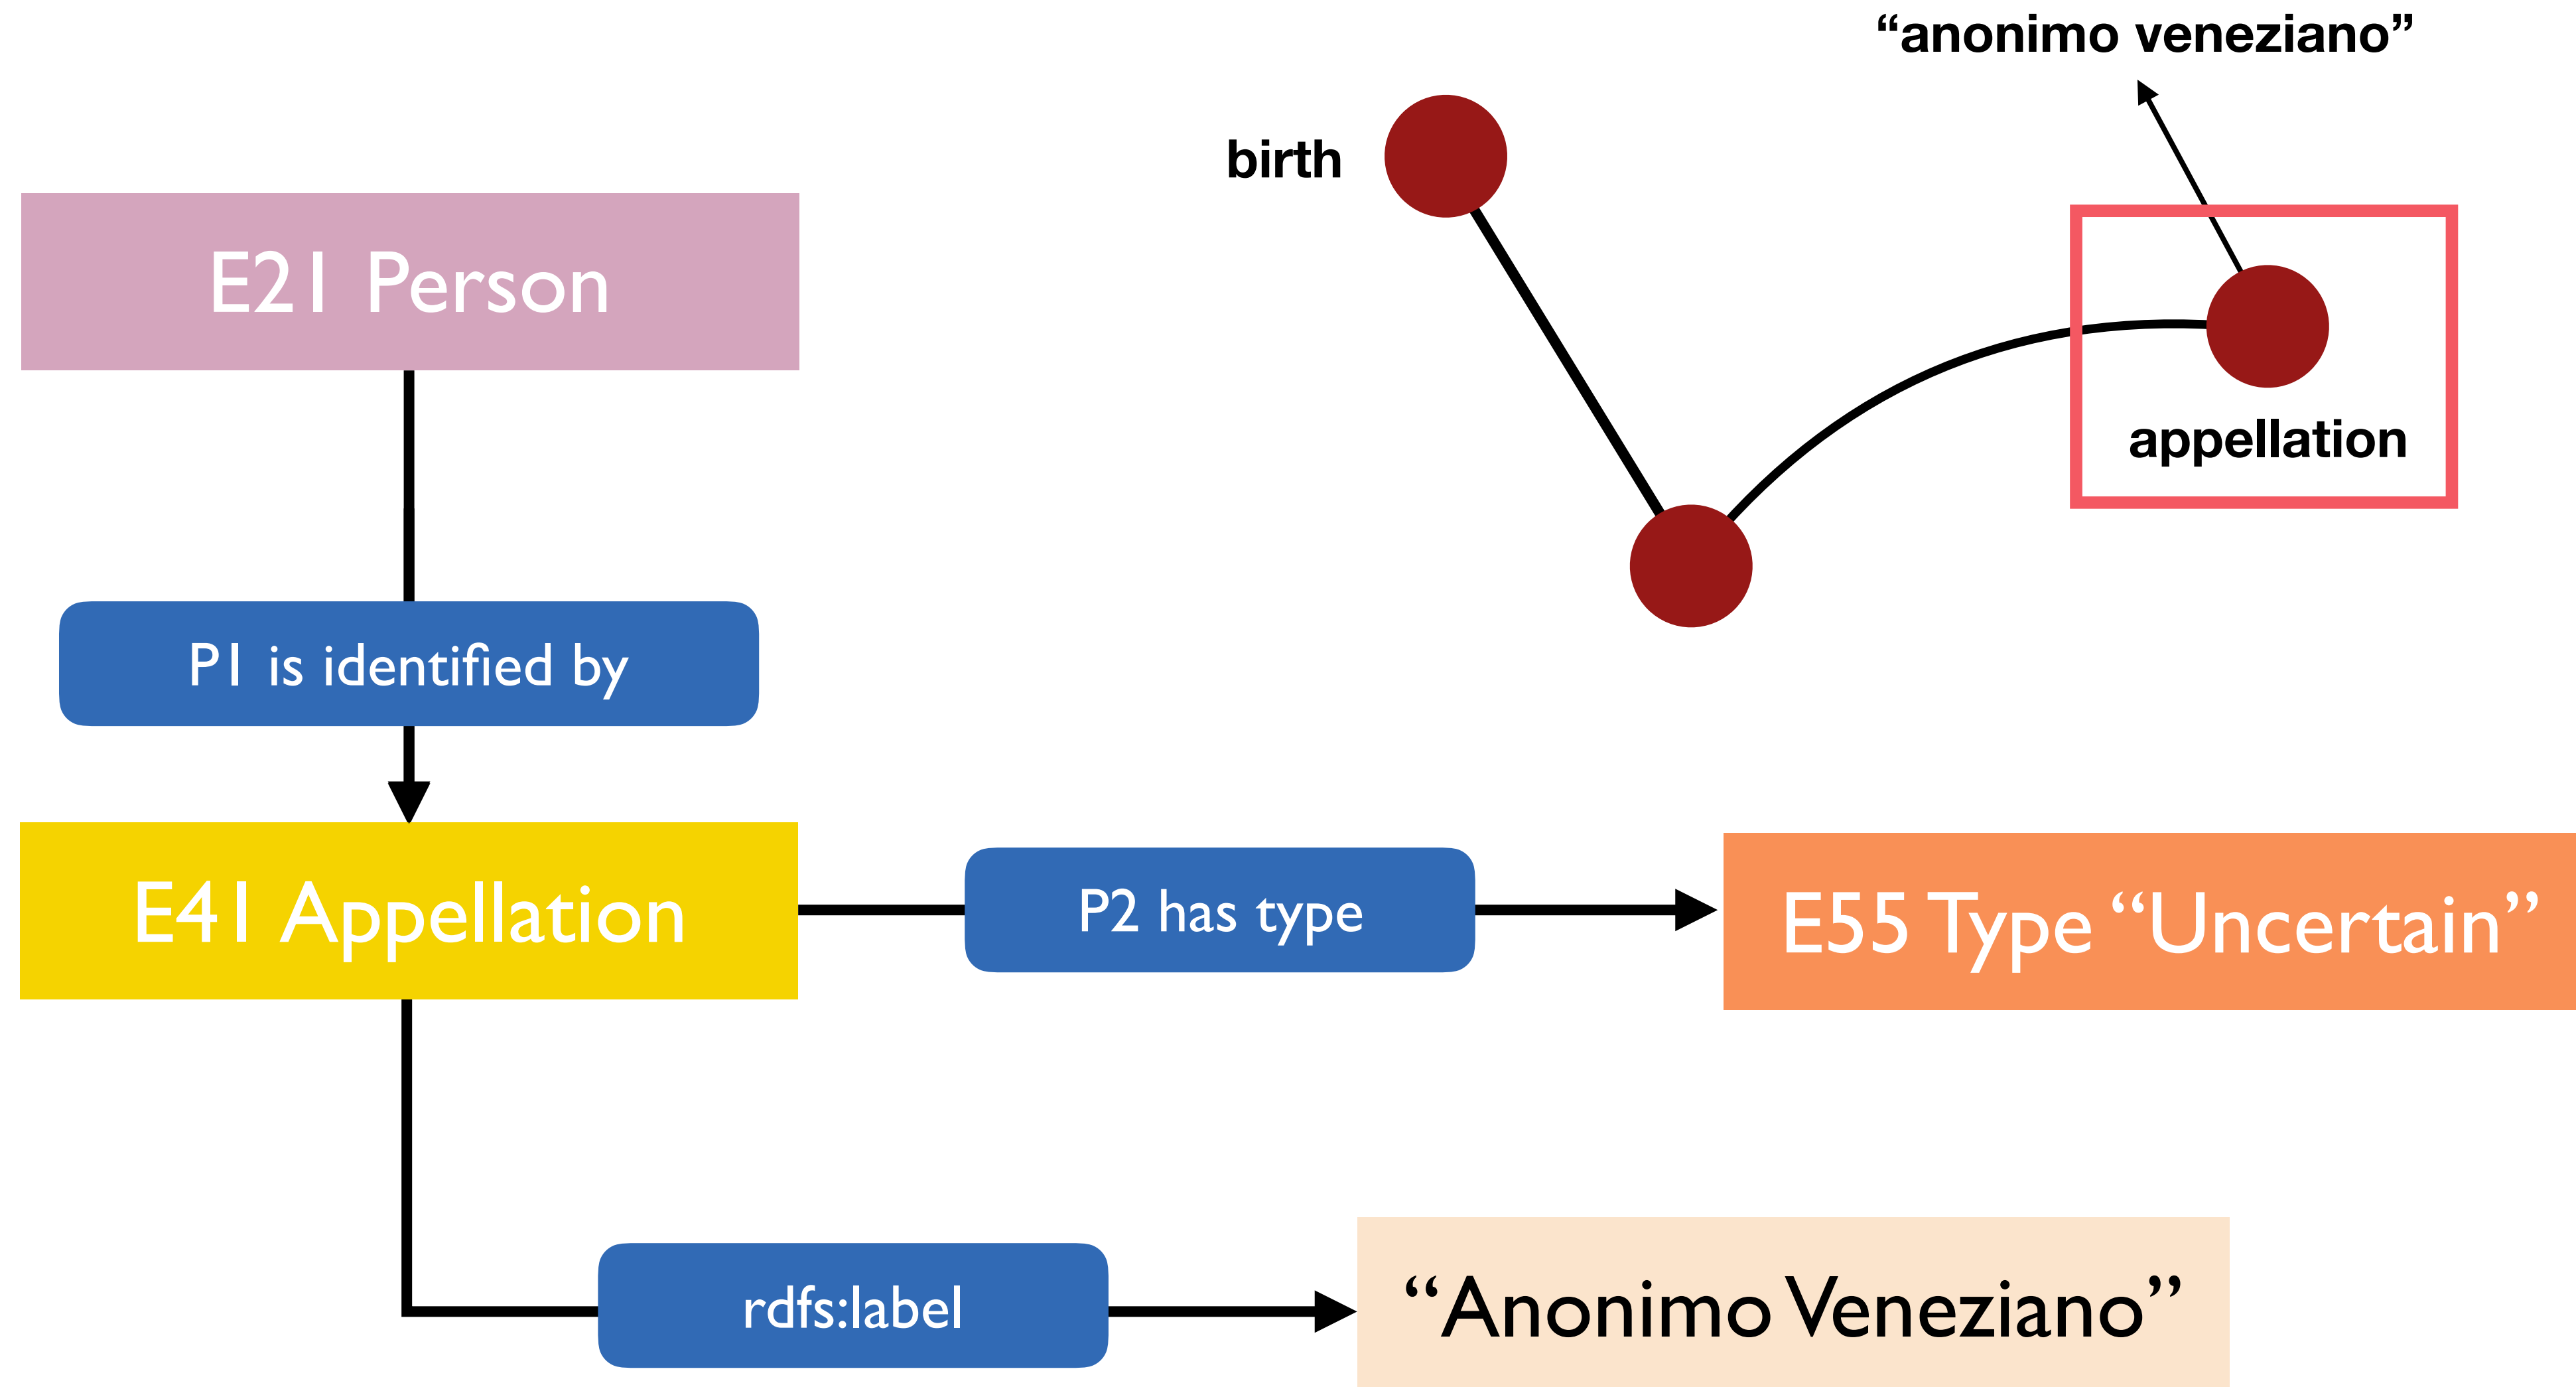 “anonimo veneziano”
birth
E21 Person
appellation
P1 is identified by
E41 Appellation
P2 has type
E55 Type “Uncertain”
rdfs:label
“Anonimo Veneziano”